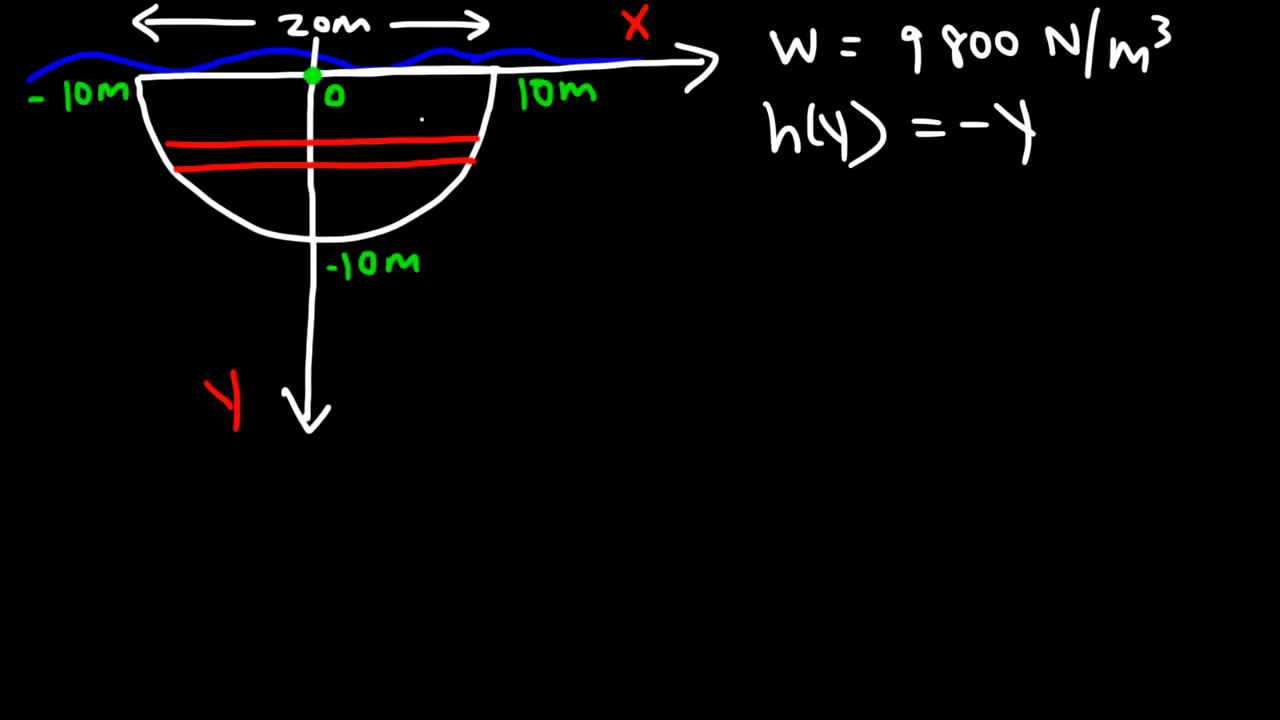 20m
X
W = 9800 N/m³
-10m
0
10m
h(y) = -y
-10m
Y